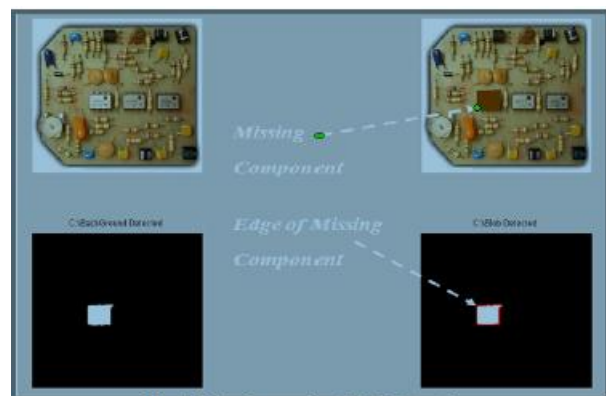 Missing
Component
C:\BackGround Detected
Edge of Missing
Component
C:\Blob Detected